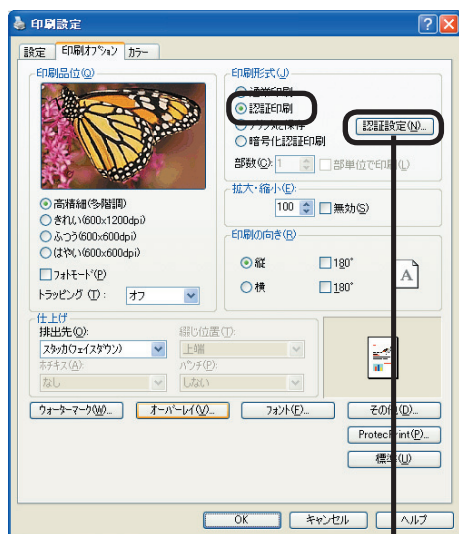 印刷設定
設定 印刷オプション カラー
印刷品位(Q)
高精細(多階調)
きれい(600x1200dpi)
ふつう(600x600dpi)
はやい(600x600dpi)
フォトモード(P)
トラッピング(T): オフ
印刷形式(J)
通常印刷
認証印刷
認証設定(N)...
暗号化認証印刷
部数(C): 1 部単位で印刷(L)
拡大・縮小(E):
100 無効(S)
印刷の向き(R)
縦 180°
横 180°
A
仕上げ
排出先(O): 綴じ位置(T):
スタッカ(フェイスダウン) 上端
ホチキス(A): パンチ(F):
なし しない
ウォーターマーク(W)... オーバーレイ(V)... フォント(F)... その他(D)...
ProtecPrint(P)...
標準(U)
OK キャンセル ヘルプ